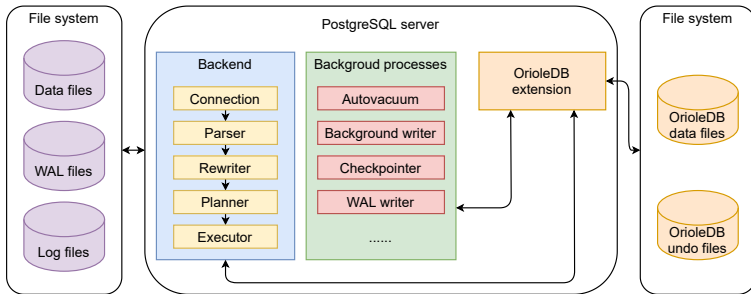 File system
Data files
WAL files
Log files
PostgreSQL server
Backend
Connection
Parser
Rewriter
Planner
Executor
Backgroud processes
Autovacuum
Background writer
Checkpointer
WAL writer
......
OrioleDB
extension
File system
OrioleDB
data files
OrioleDB
undo files